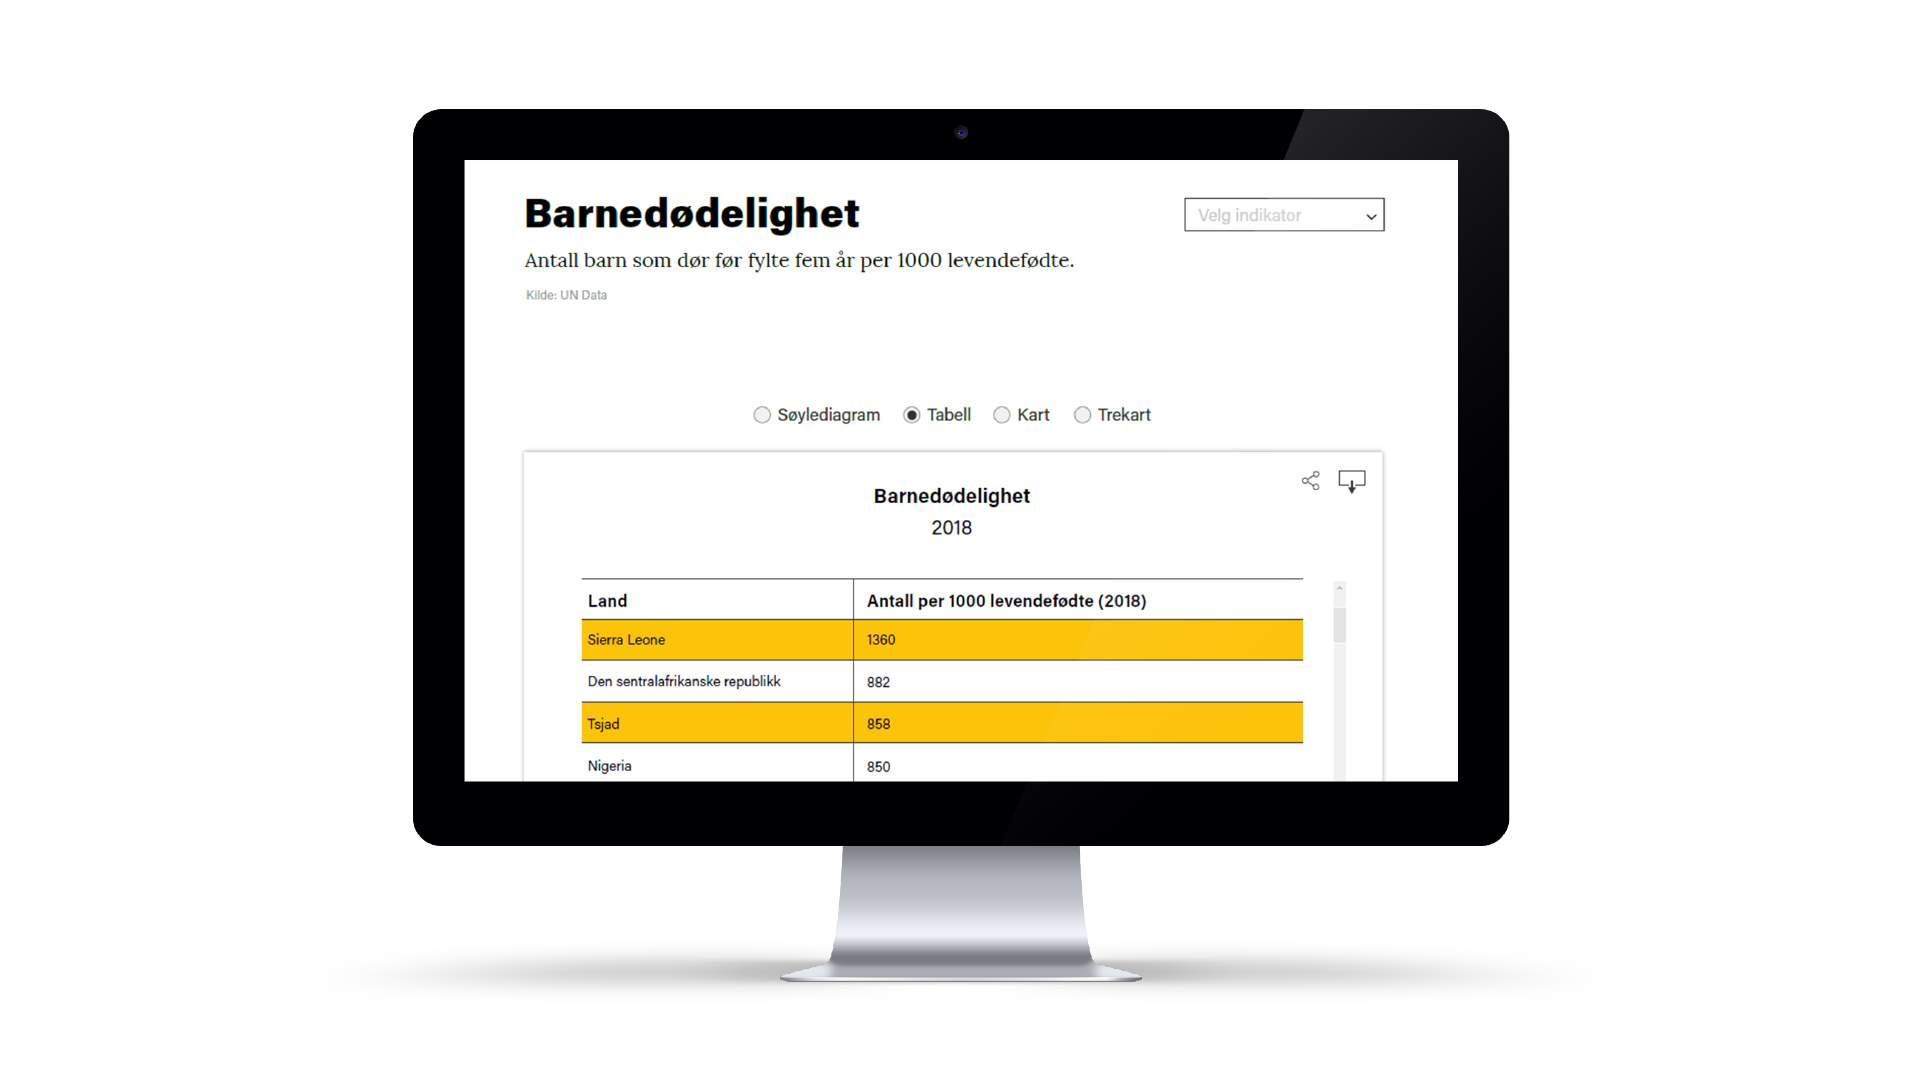 Barnedødelighet
Velg indikator
Antall barn som dør før fylte fem år per 1000 levendefødte.
Kilde: UN Data
Søylediagram Tabell Kart Trekart
Barnedødelighet
2018
Land Antall per 1000 levendefødte (2018)
Sierra Leone 1360
Den sentralafrikanske republikk 882
Tsjad 858
Nigeria 850